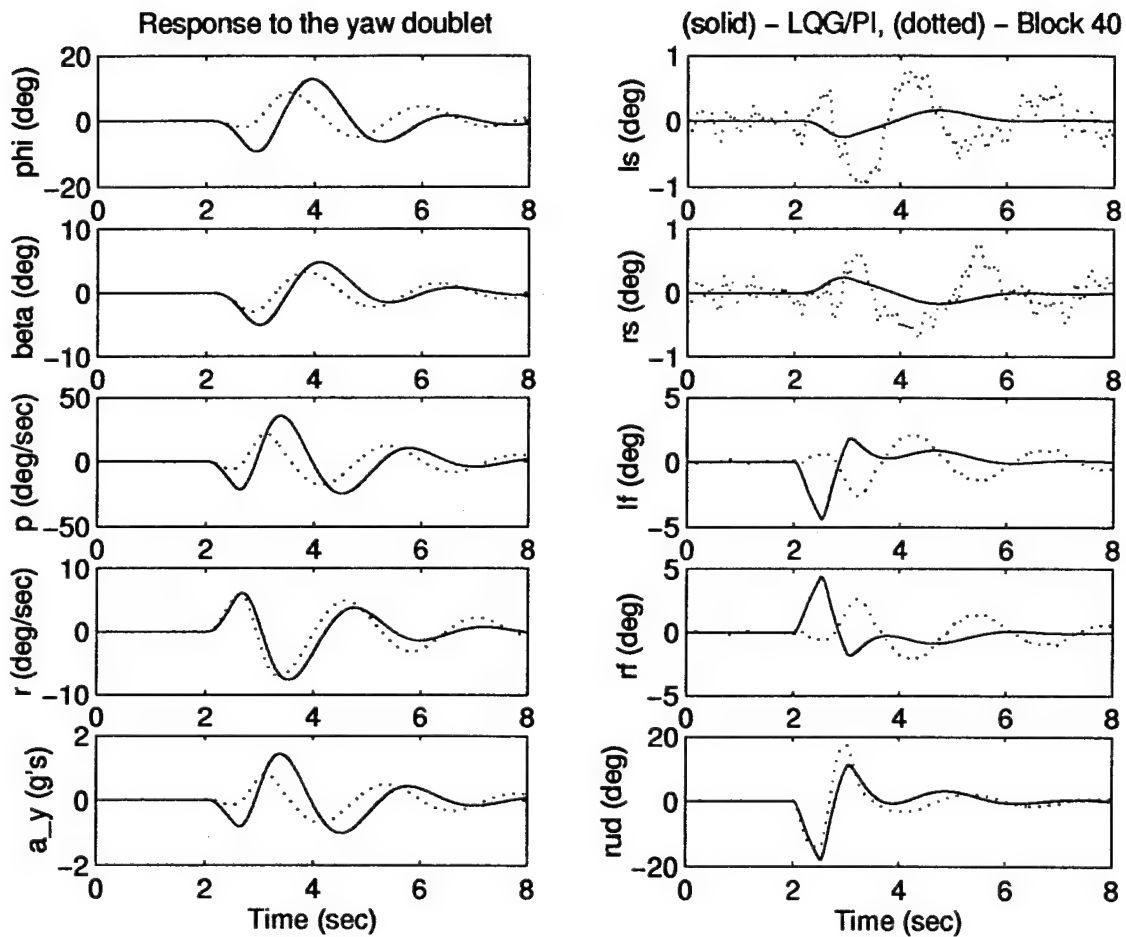 Response to the yaw doublet
20
0
−20
phi (deg)
0 2 4 6 8
10
0
−10
beta (deg)
0 2 4 6 8
50
0
−50
p (deg/sec)
0 2 4 6 8
10
0
−10
r (deg/sec)
0 2 4 6 8
2
0
−2
a_y (g's)
0 2 4 6 8
Time (sec)
(solid) − LQG/PI, (dotted) − Block 40
1
0
−1
ls (deg)
0 2 4 6 8
1
0
−1
rs (deg)
0 2 4 6 8
5
0
−5
lf (deg)
0 2 4 6 8
5
0
−5
rf (deg)
0 2 4 6 8
20
0
−20
rud (deg)
0 2 4 6 8
Time (sec)